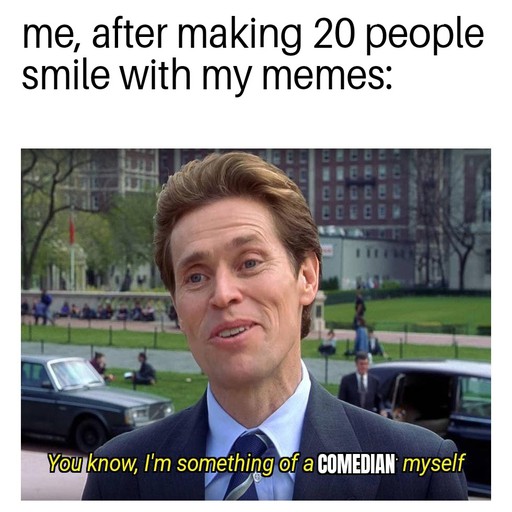 me, after making 20 people
smile with my memes:
You know, I'm something of a COMEDIAN myself